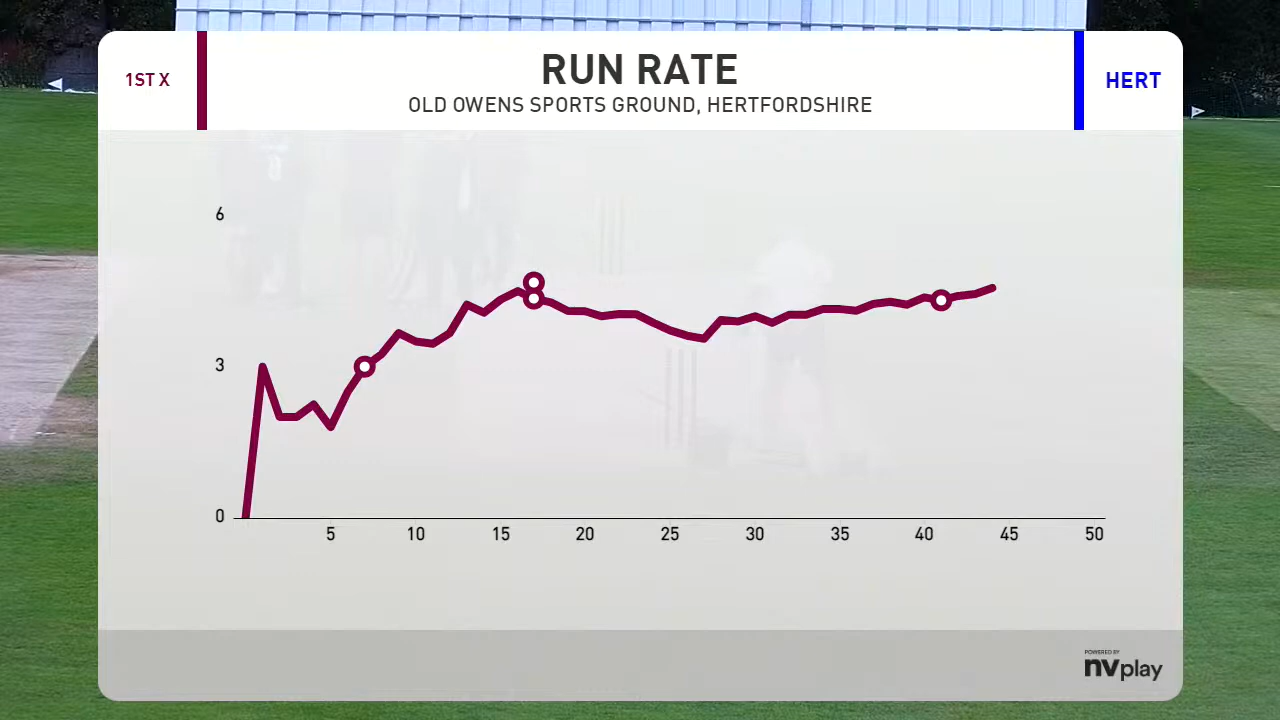 1ST X
RUN RATE
OLD OWENS SPORTS GROUND, HERTFORDSHIRE
HERT
6
3
0
5 10 15 20 25 30 35 40 45 50
POWERED BY
nvplay